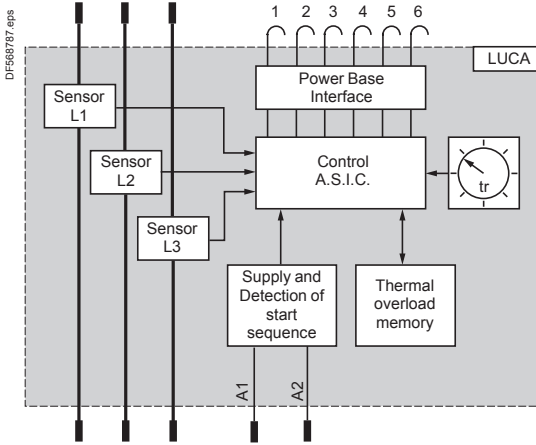 DF568787.eps
1 2 3 4 5 6
LUCA
Power Base
Interface
Sensor
L1
Sensor
L2
Sensor
L3
Control
A.S.I.C.
tr
Supply and
Detection of
start
sequence
Thermal
overload
memory
A1
A2